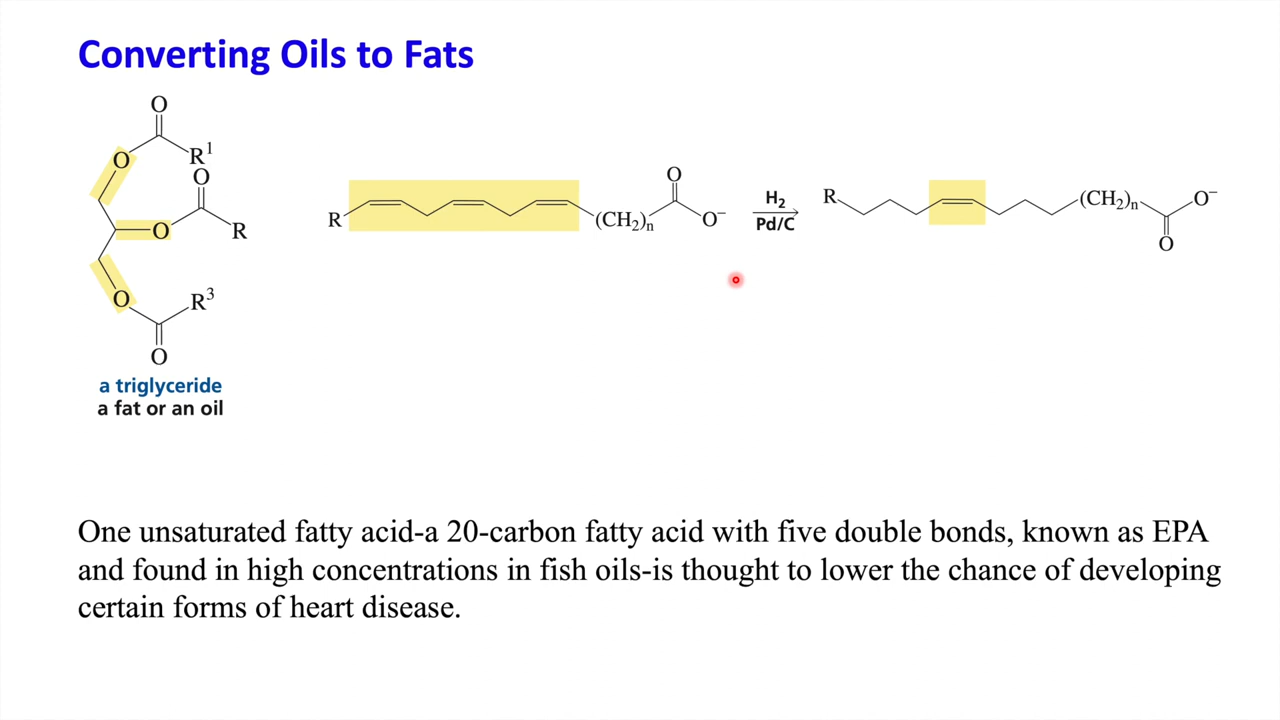 Converting Oils to Fats
O
O
R¹
O
O
R
O
R³
O
a triglyceride
a fat or an oil
R
(CH₂)ₙ
O
O⁻
H₂
Pd/C
R
(CH₂)ₙ
O⁻
O
One unsaturated fatty acid-a 20-carbon fatty acid with five double bonds, known as EPA
and found in high concentrations in fish oils-is thought to lower the chance of developing
certain forms of heart disease.